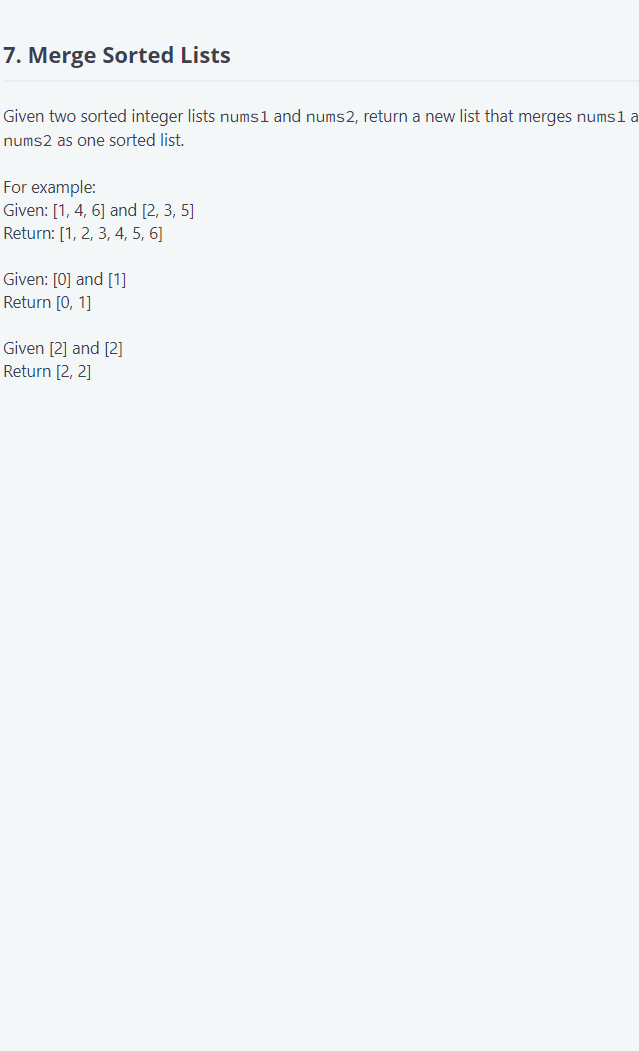 7. Merge Sorted Lists
Given two sorted integer lists nums1 and nums2, return a new list that merges nums1 a
nums2 as one sorted list.
For example:
Given: [1, 4, 6] and [2, 3, 5]
Return: [1, 2, 3, 4, 5, 6]
Given: [0] and [1]
Return [0, 1]
Given [2] and [2]
Return [2, 2]